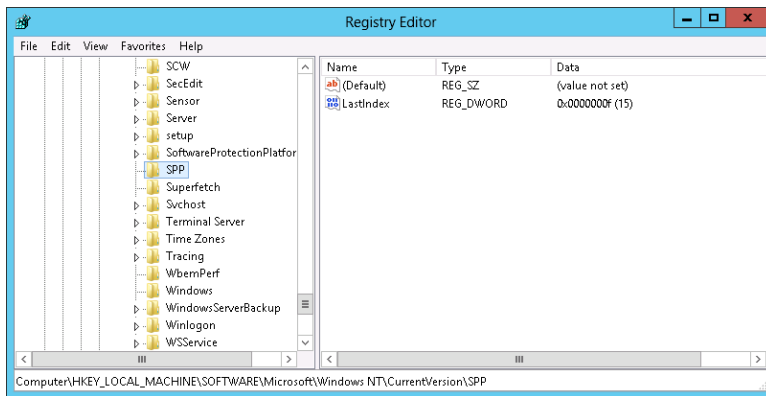 Registry Editor
File Edit View Favorites Help
SCW
SecEdit
Sensor
Server
setup
SoftwareProtectionPlatfor
SPP
Superfetch
Svchost
Terminal Server
Time Zones
Tracing
WbemPerf
Windows
WindowsServerBackup
Winlogon
WSService
Name Type Data
(Default) REG_SZ (value not set)
LastIndex REG_DWORD 0x0000000f (15)
Computer\HKEY_LOCAL_MACHINE\SOFTWARE\Microsoft\Windows NT\CurrentVersion\SPP